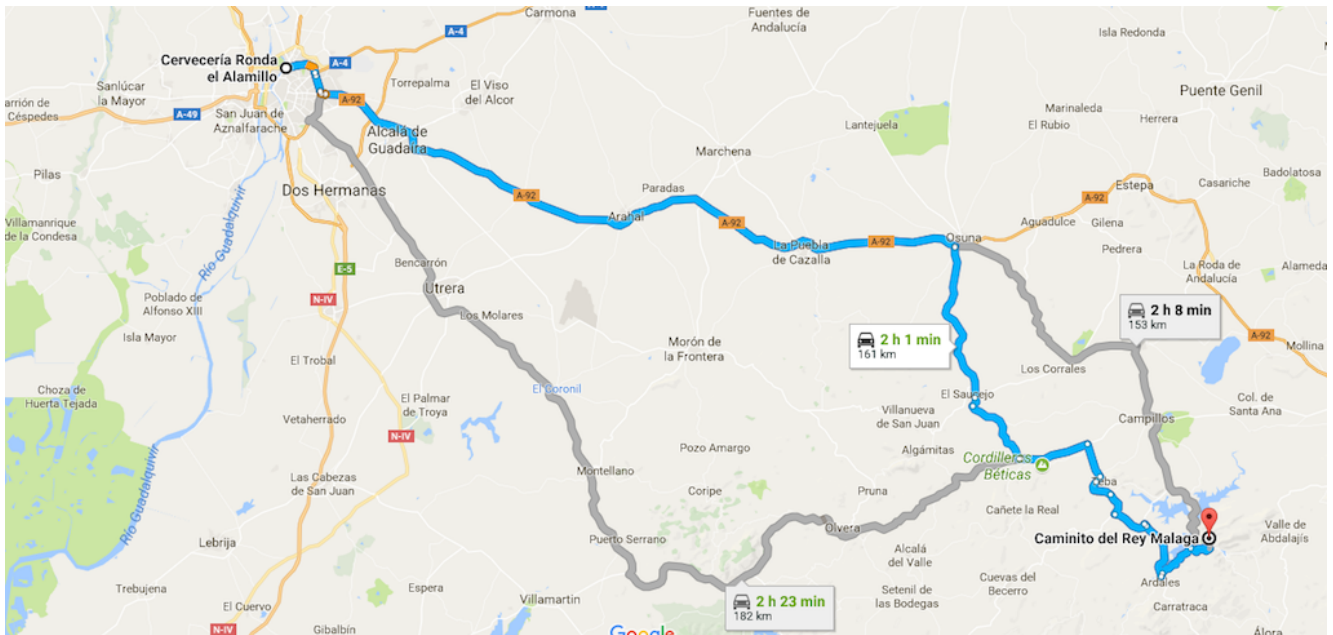 Carmona
A-4
Fuentes de
Andalucía
Isla Redonda
Cervecería Ronda
el Alamillo
A-4
Torrepalma
El Viso
del Alcor
Sanlúcar
la Mayor
arrión de
Céspedes
A-49
San Juan de
Aznalfarache
A-92
Alcalá de
Guadaíra
Lantejuela
Marinaleda
El Rubio
Herrera
Puente Genil
Marchena
Pilas
Dos Hermanas
A-92
Paradas
Arahal
A-92
La Puebla
de Cazalla
A-92
Osuna
Aguadulce
A-92
Estepa
Casariche
Badolatosa
Gilena
Pedrera
La Roda de
Andalucía
Alameda
Villamanrique
de la Condesa
Río Guadalquivir
Bencarrón
E-5
Utrera
N-IV
Poblado de
Alfonso XIII
Isla Mayor
Los Molares
2 h 8 min
153 km
2 h 1 min
161 km
Morón de
la Frontera
A-92
Mollina
El Trobal
Los Corrales
Choza de
Huerta Tejada
El Coronil
El Palmar
de Troya
Vetaherrado
El Saucejo
Villanueva
de San Juan
Campillos
Col. de
Santa Ana
N-IV
Pozo Amargo
Algámitas
Cordilleras
Béticas
Las Cabezas
de San Juan
Montellano
Coripe
Pruna
Teba
Cañete la Real
Río Guadalquivir
Lebrija
Puerto Serrano
Olvera
Caminito del Rey Malaga
Valle de
Abdalajís
Alcalá
del Valle
Trebujena
Espera
2 h 23 min
182 km
Setenil de
las Bodegas
Cuevas del
Becerro
Ardales
Carratraca
El Cuervo
Villamartin
N-IV
Gibalbín
Google
Álora